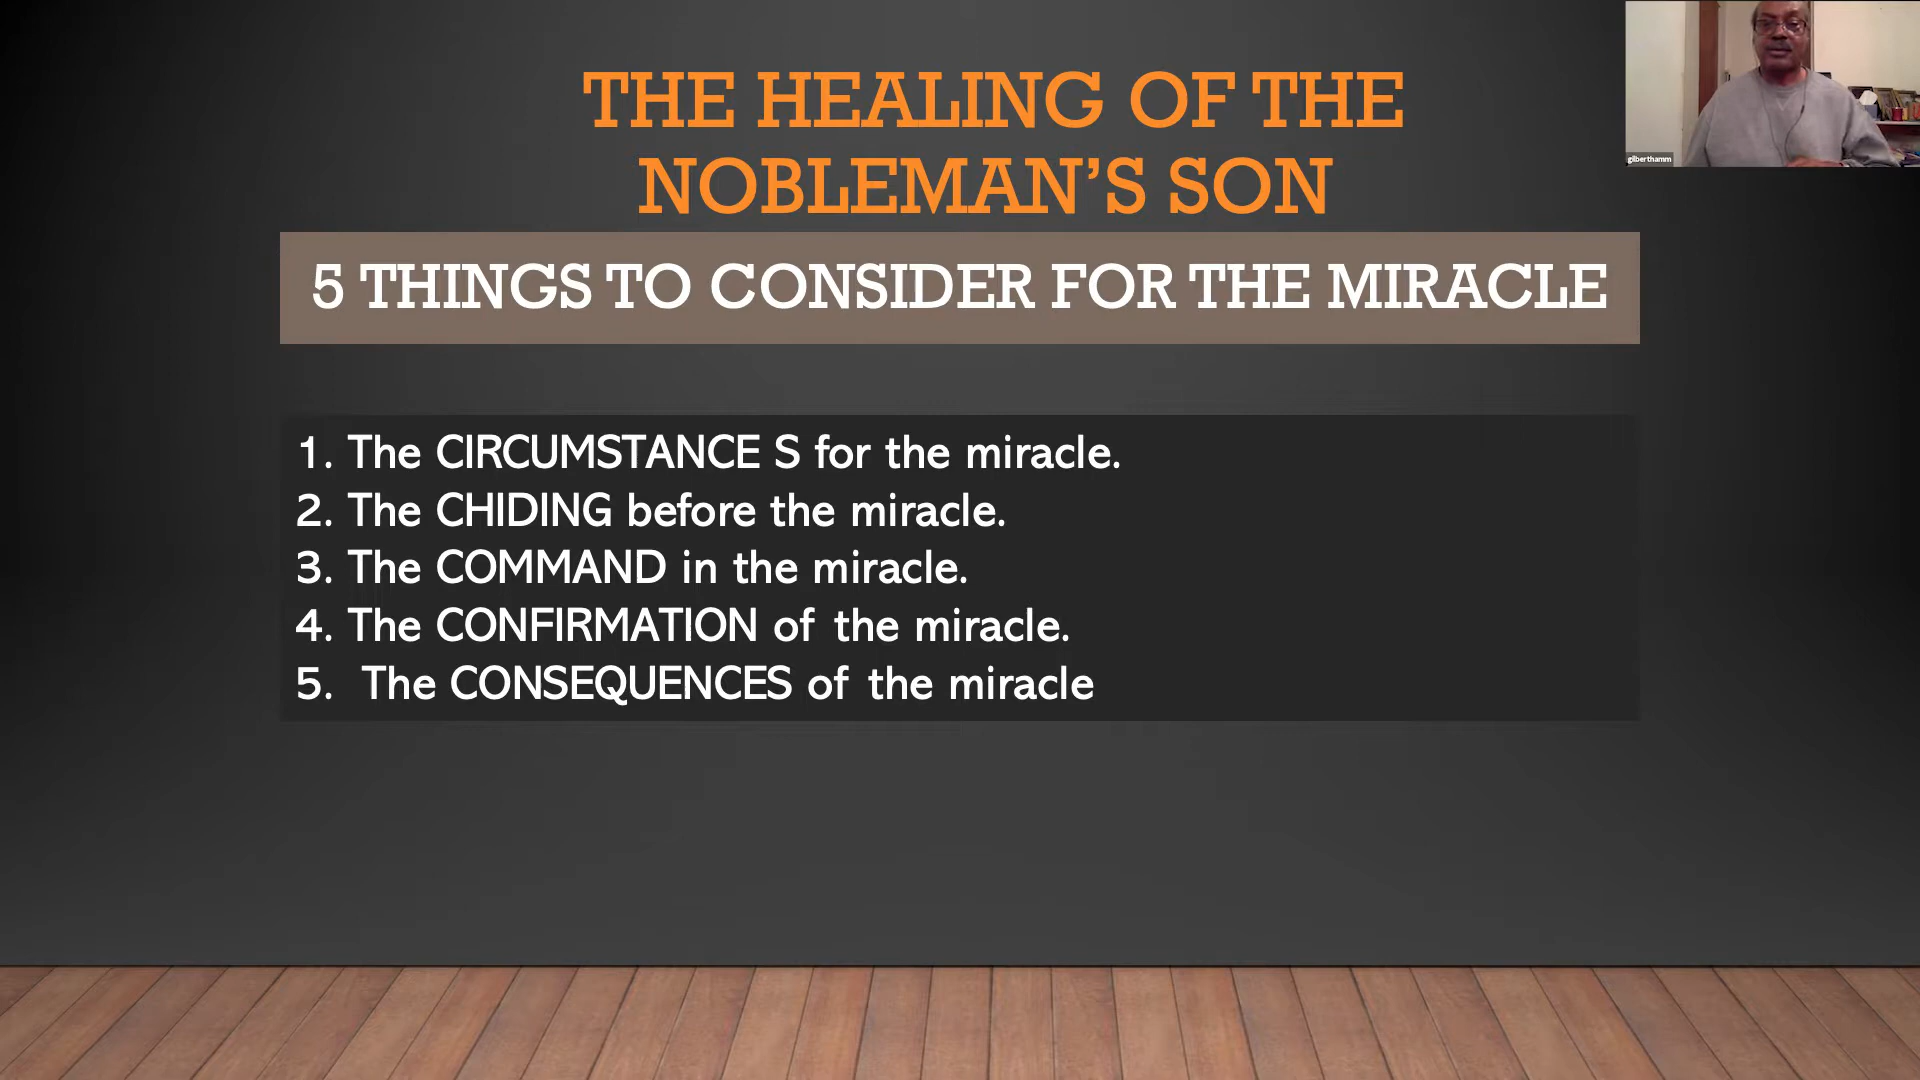 THE HEALING OF THE
NOBLEMAN’S SON
5 THINGS TO CONSIDER FOR THE MIRACLE
1. The CIRCUMSTANCE S for the miracle.
2. The CHIDING before the miracle.
3. The COMMAND in the miracle.
4. The CONFIRMATION of the miracle.
5. The CONSEQUENCES of the miracle
gilberthamm